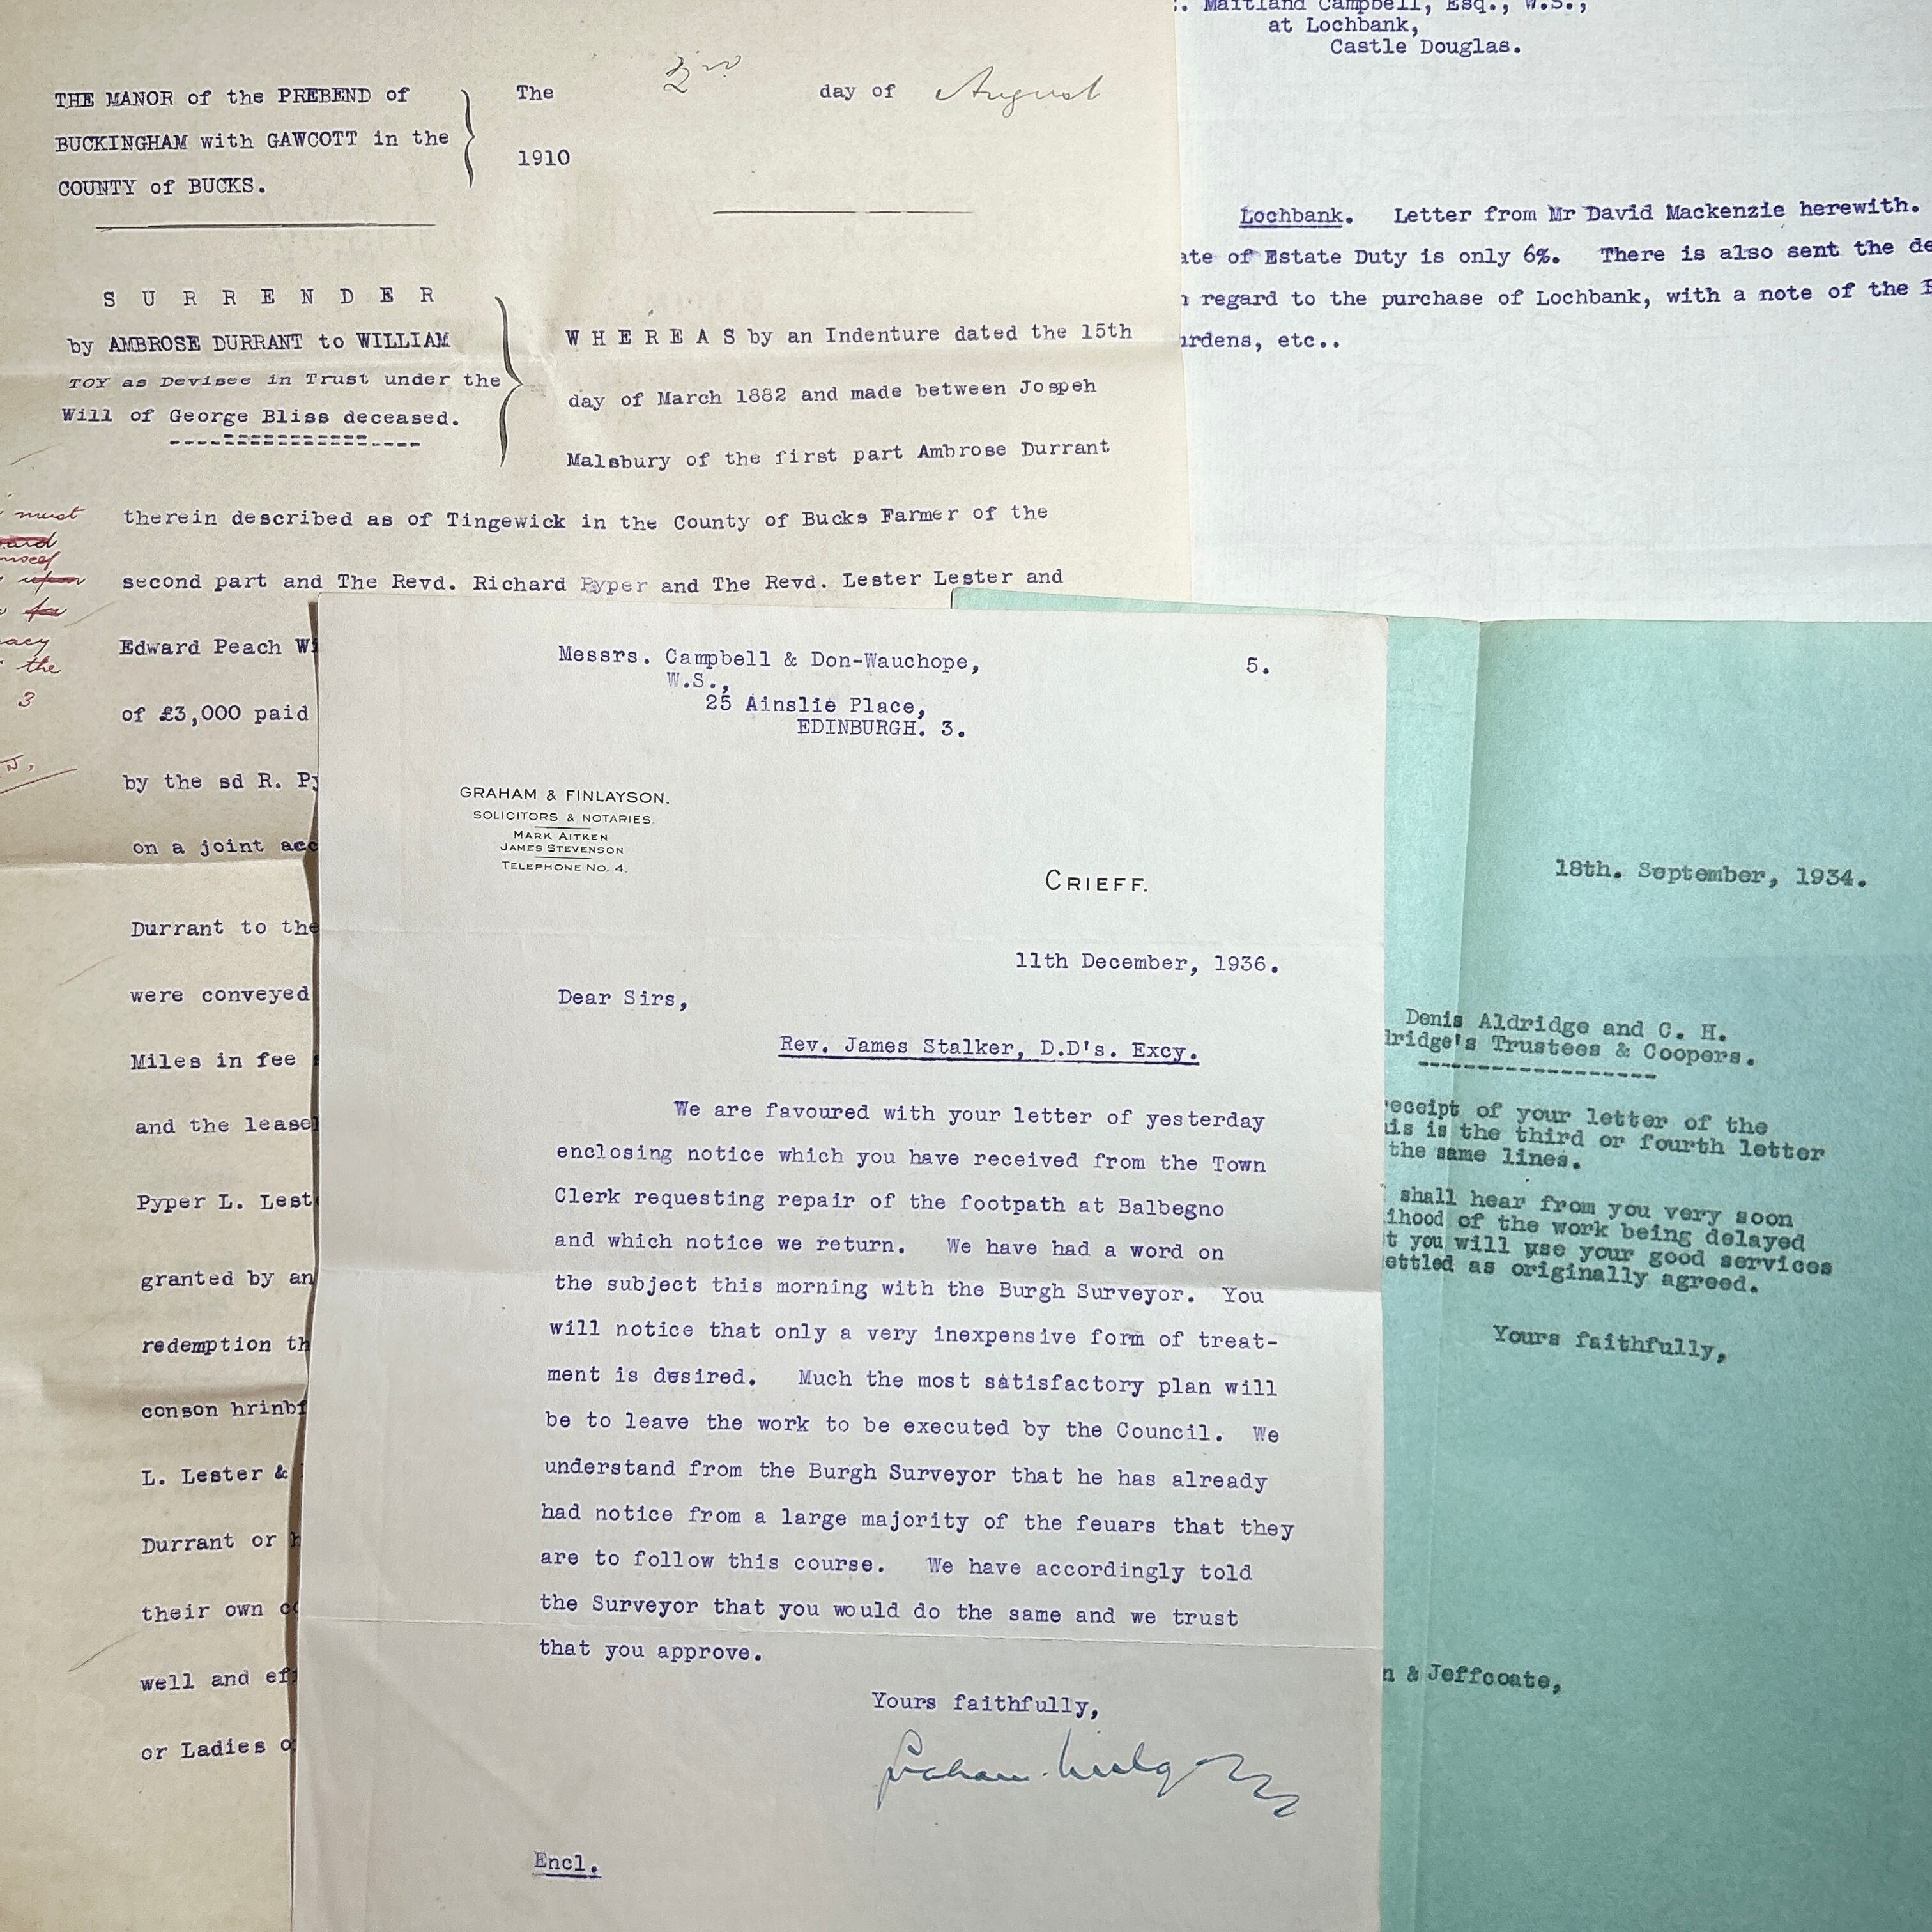 THE MANOR of the PREBEND of
BUCKINGHAM with GAWCOTT in the
COUNTY of BUCKS.
The 2nd day of August
1910
S U R R E N D E R
by AMBROSE DURRANT to WILLIAM
TOY as Devisee in Trust under the
Will of George Bliss deceased.
W H E R E A S by an Indenture dated the 15th
day of March 1882 and made between Jospeh
Malsbury of the first part Ambrose Durrant
therein described as of Tingewick in the County of Bucks Farmer of the
second part and The Revd. Richard Pyper and The Revd. Lester Lester and
Edward Peach
of £3,000 paid
by the sd R.
on a joint
Durrant to the
were conveyed
Miles in fee
and the
Pyper L.
granted by an
redemption
conson
L. Lester &
Durrant or
their own
well and
or Ladies
must
upon
for
the
3
Maitland Campbell, Esq., W.S.,
at Lochbank,
Castle Douglas.
Lochbank. Letter from Mr David Mackenzie herewith.
of Estate Duty is only 6%. There is also sent the
regard to the purchase of Lochbank, with a note of the
etc..
Messrs. Campbell & Don-Wauchope,
W.S.,
25 Ainslie Place,
EDINBURGH. 3.
5.
GRAHAM & FINLAYSON,
SOLICITORS & NOTARIES.
MARK AITKEN
JAMES STEVENSON
TELEPHONE NO. 4.
CRIEFF.
11th December, 1936.
Dear Sirs,
Rev. James Stalker, D.D's. Excy.
We are favoured with your letter of yesterday
enclosing notice which you have received from the Town
Clerk requesting repair of the footpath at Balbegno
and which notice we return. We have had a word on
the subject this morning with the Burgh Surveyor. You
will notice that only a very inexpensive form of treat-
ment is desired. Much the most satisfactory plan will
be to leave the work to be executed by the Council. We
understand from the Burgh Surveyor that he has already
had notice from a large majority of the feuars that they
are to follow this course. We have accordingly told
the Surveyor that you would do the same and we trust
that you approve.
Yours faithfully,
Encl.
18th. September, 1934.
Denis Aldridge and C. H.
Trustees & Coopers.
receipt of your letter of the
is the third or fourth letter
the same lines.
shall hear from you very soon
of the work being delayed
you will use your good services
as originally agreed.
Yours faithfully,
& Jeffcoate,